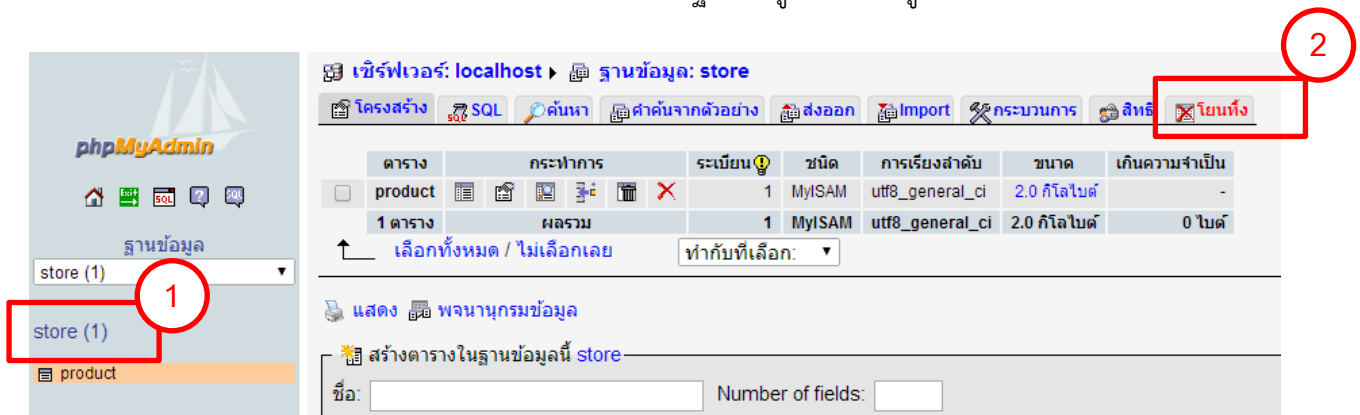 2
เซิร์ฟเวอร์: localhost ▸ ฐานข้อมูล: store
โครงสร้าง SQL ค้นหา คำค้นจากตัวอย่าง ส่งออก Import กระบวนการ สิทธิ โยนทิ้ง
phpMyAdmin
ตาราง กระทำการ ระเบียน ชนิด การเรียงลำดับ ขนาด เกินความจำเป็น
product 1 MyISAM utf8_general_ci 2.0 กิโลไบต์ -
1 ตาราง ผลรวม 1 MyISAM utf8_general_ci 2.0 กิโลไบต์ 0 ไบต์
เลือกทั้งหมด / ไม่เลือกเลย ทำกับที่เลือก:
ฐานข้อมูล
store (1)
1
store (1)
product
แสดง พจนานุกรมข้อมูล
สร้างตารางในฐานข้อมูลนี้ store
ชื่อ: Number of fields: